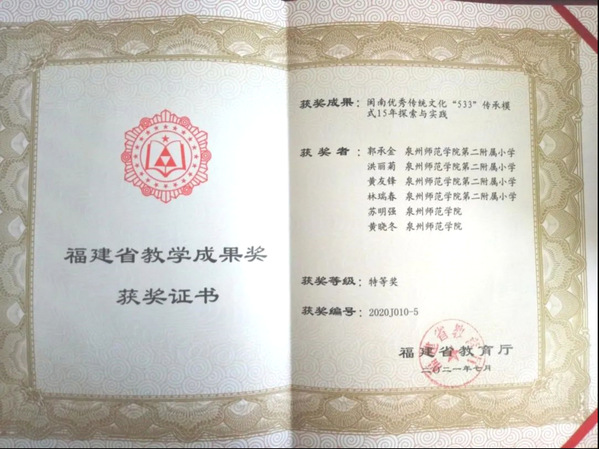 福建省教学成果奖
获奖证书
获奖成果：闽南优秀传统文化“533”传承模
式15年探索与实践
获奖者：郭承金 泉州师范学院第二附属小学
洪丽菊 泉州师范学院第二附属小学
黄友锋 泉州师范学院第二附属小学
林瑞春 泉州师范学院第二附属小学
苏明强 泉州师范学院
黄晓冬 泉州师范学院
获奖等级：特等奖
获奖编号：2020J010-5
福建省教育厅
二〇二一年七月